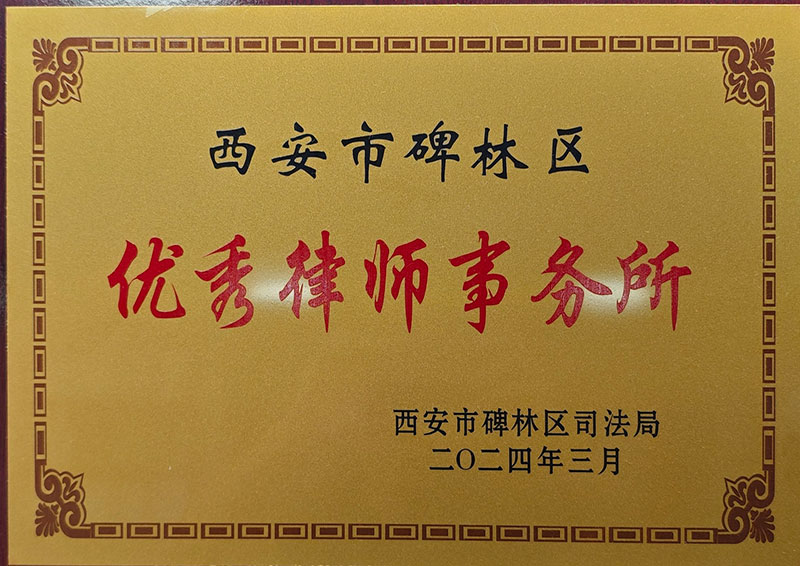 西安市碑林区
优秀律师事务所
西安市碑林区司法局
二〇二四年三月